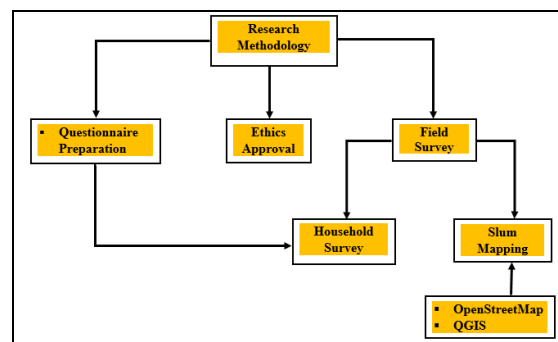 Research
Methodology
▪ Questionnaire
Preparation
Ethics
Approval
Field
Survey
Household
Survey
Slum
Mapping
▪ OpenStreetMap
▪ QGIS